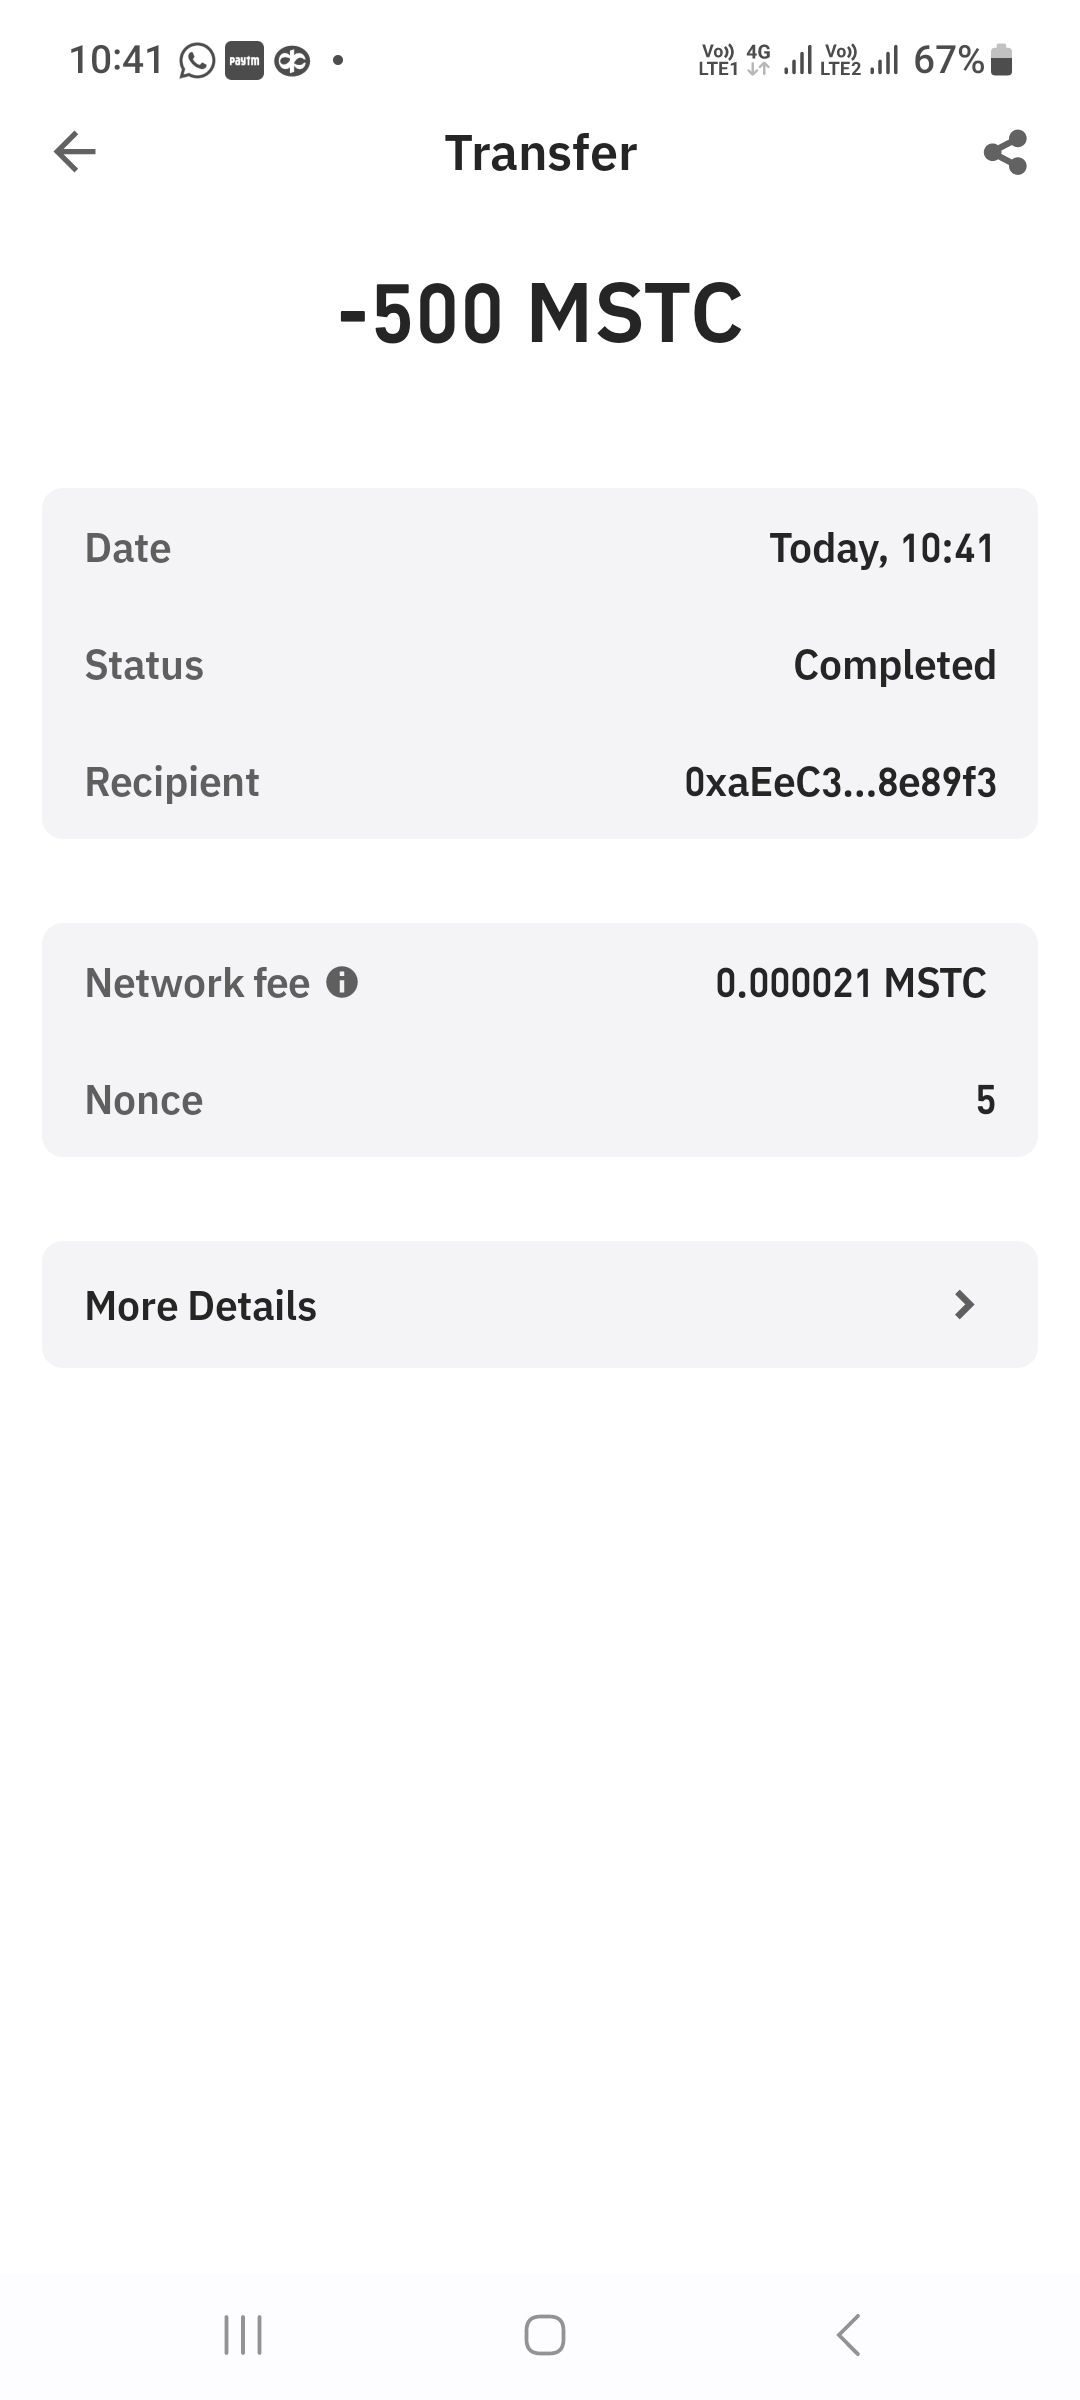 10:41 paytm Vo)) LTE1 4G Vo)) LTE2 67%
Transfer
-500 MSTC
Date Today, 10:41
Status Completed
Recipient 0xaEeC3...8e89f3
Network fee 0.000021 MSTC
Nonce 5
More Details